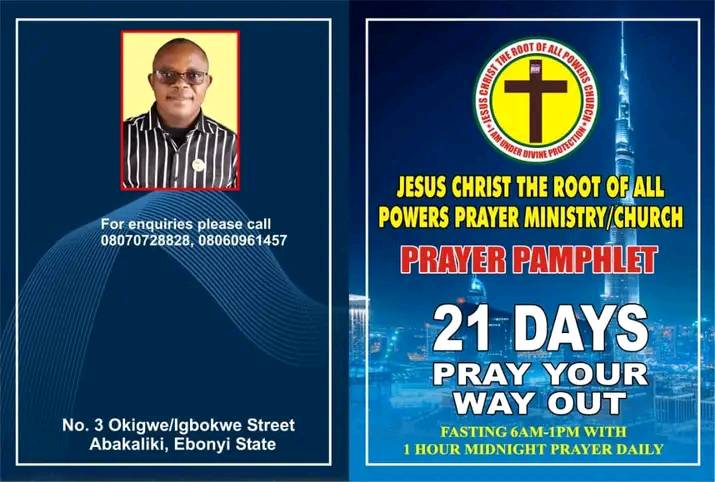 For enquiries please call
08070728828, 08060961457
No. 3 Okigwe/Igbokwe Street
Abakaliki, Ebonyi State
JESUS CHRIST THE ROOT OF ALL POWERS CHURCH
I AM UNDER DIVINE PROTECTION
JESUS CHRIST THE ROOT OF ALL
POWERS PRAYER MINISTRY/CHURCH
PRAYER PAMPHLET
21 DAYS
PRAY YOUR
WAY OUT
FASTING 6AM-1PM WITH
1 HOUR MIDNIGHT PRAYER DAILY